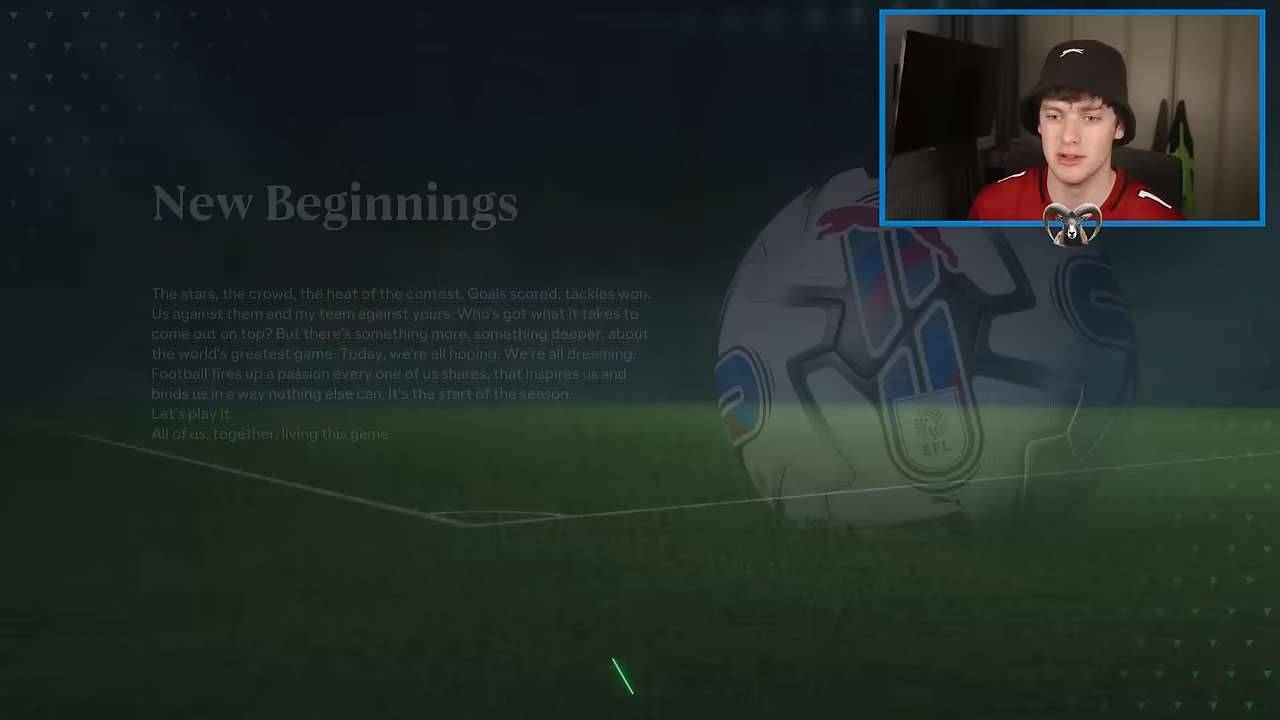 New Beginnings
The stars, the crowd, the heat of the contest. Goals scored, tackles won.
Us against them and my team against yours. Who's got what it takes to
come out on top? But there's something more, something deeper, about
the world's greatest game. Today, we're all hoping. We're all dreaming.
Football fires up a passion every one of us shares, that inspires us and
binds us in a way nothing else can. It's the start of the season.
Let's play it.
All of us, together, living this game.
EFL